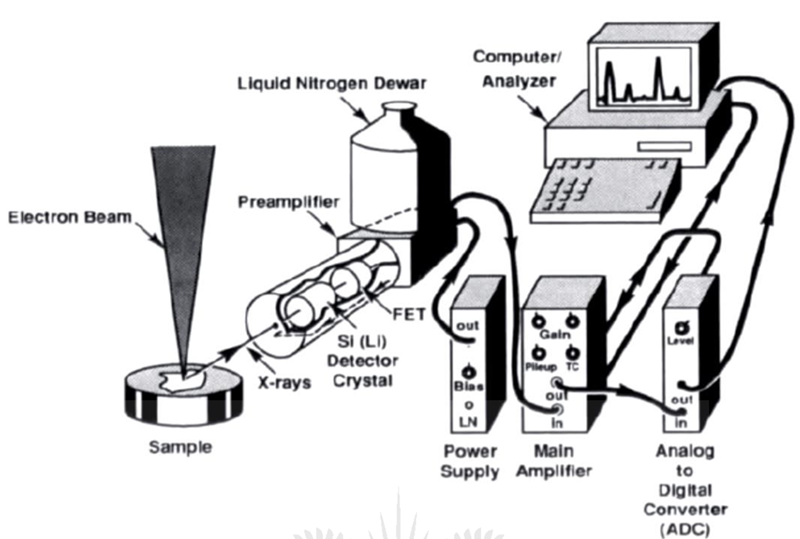 Computer/
Analyzer
Liquid Nitrogen Dewar
Preamplifier
Electron Beam
FET
Si (Li)
Detector
Crystal
X-rays
Sample
out
Bias
LN
Power
Supply
Gain
Pileup TC
out
in
Main
Amplifier
Level
out
in
Analog
to
Digital
Converter
(ADC)